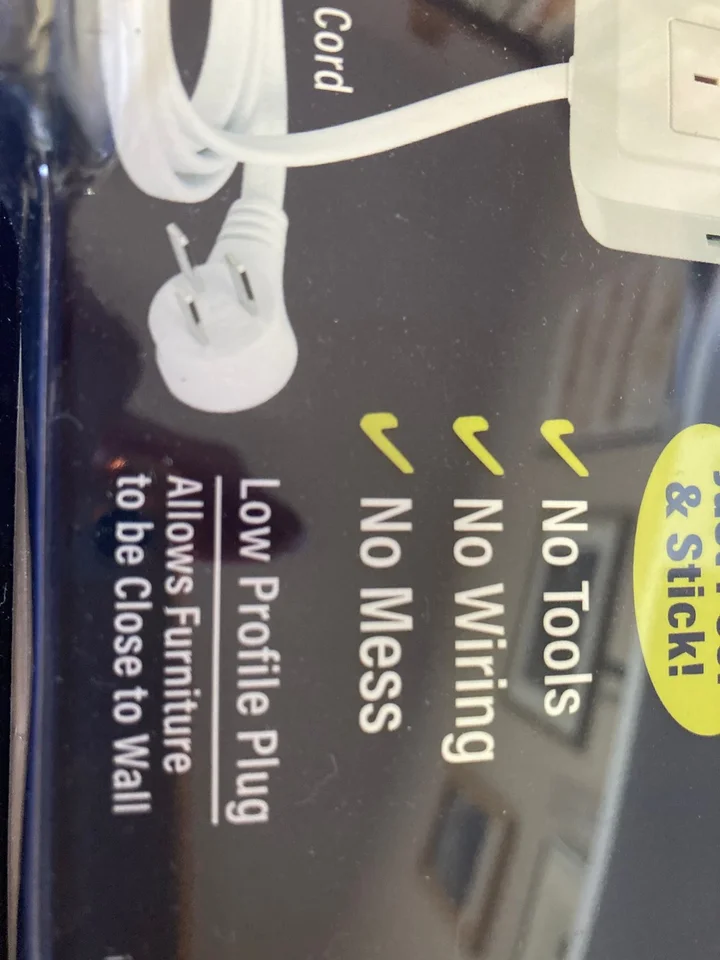 Cord
& Stick!
No Tools
No Wiring
No Mess
Low Profile Plug
Allows Furniture
to be Close to Wall